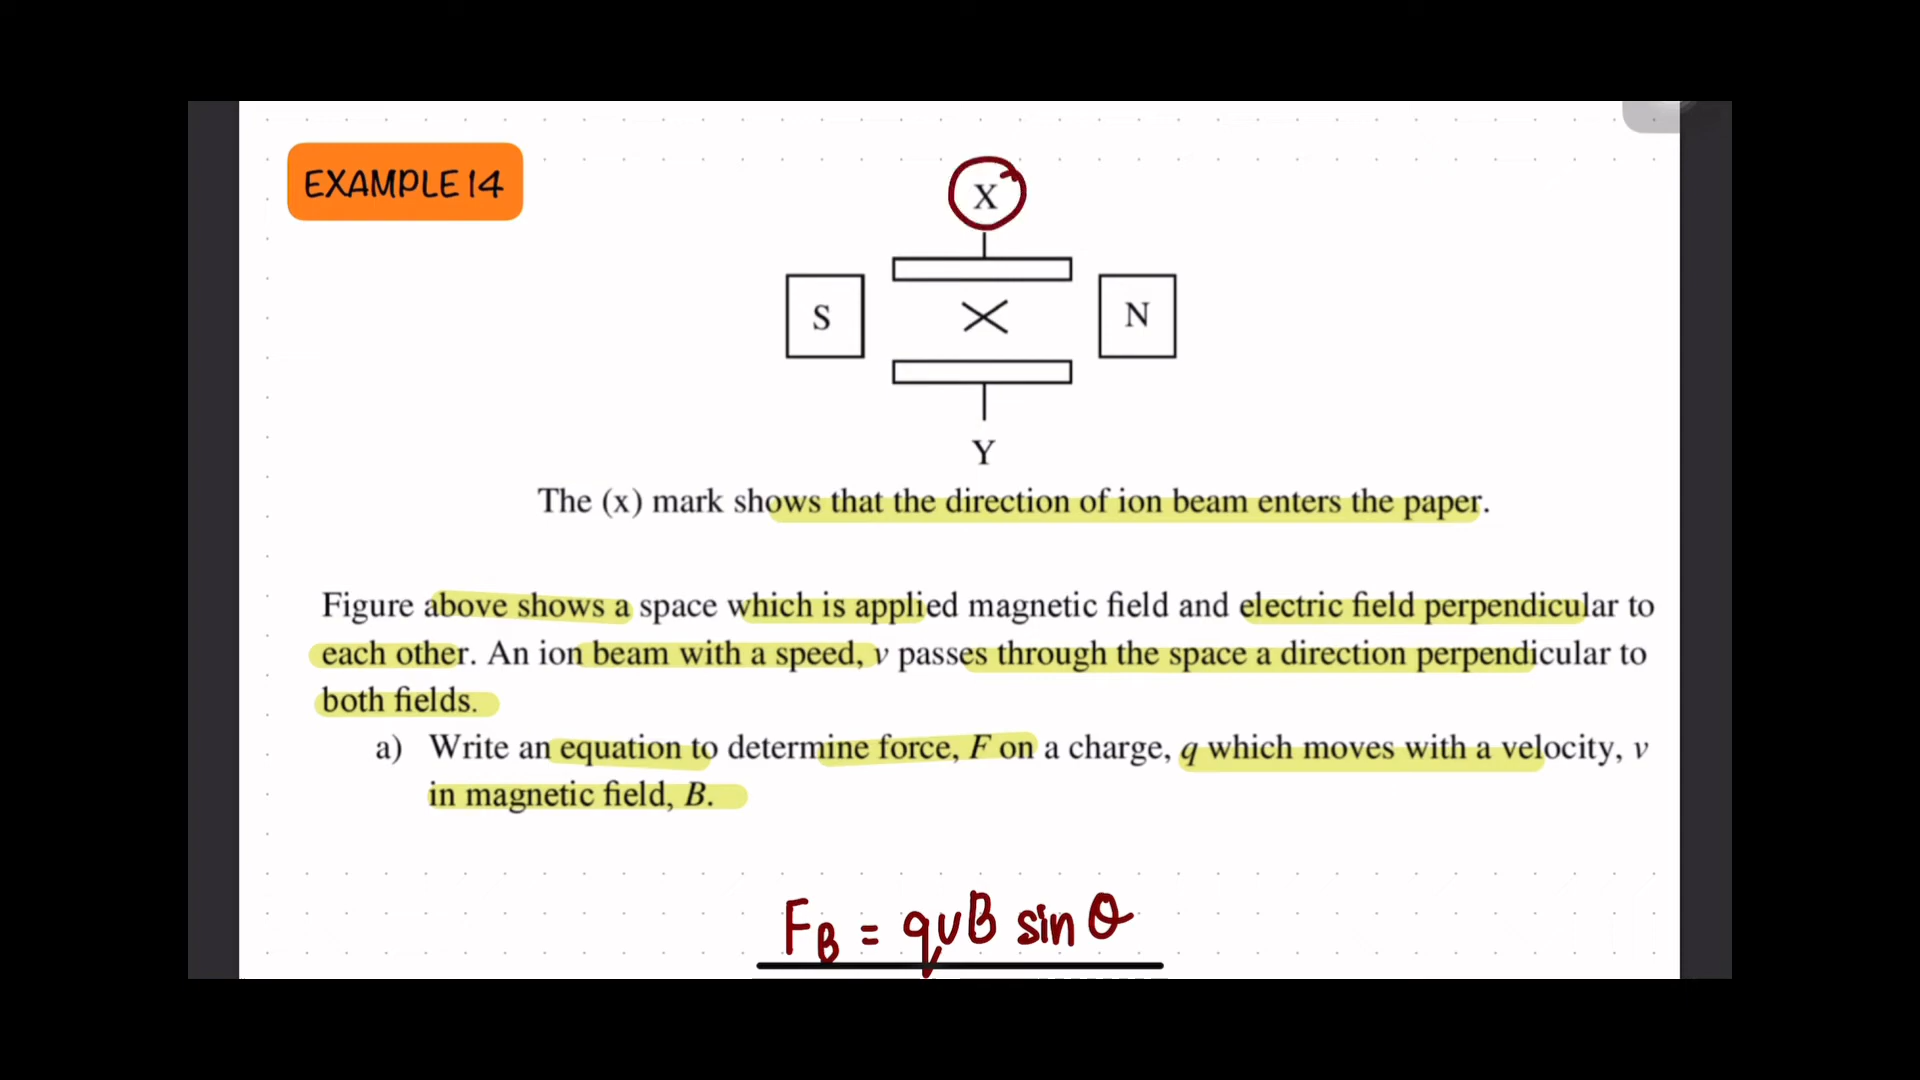 EXAMPLE 14
X
S
N
Y
The (x) mark shows that the direction of ion beam enters the paper.
Figure above shows a space which is applied magnetic field and electric field perpendicular to
each other. An ion beam with a speed, v passes through the space a direction perpendicular to
both fields.
a) Write an equation to determine force, F on a charge, q which moves with a velocity, v
in magnetic field, B.
F_B = qvB sin θ